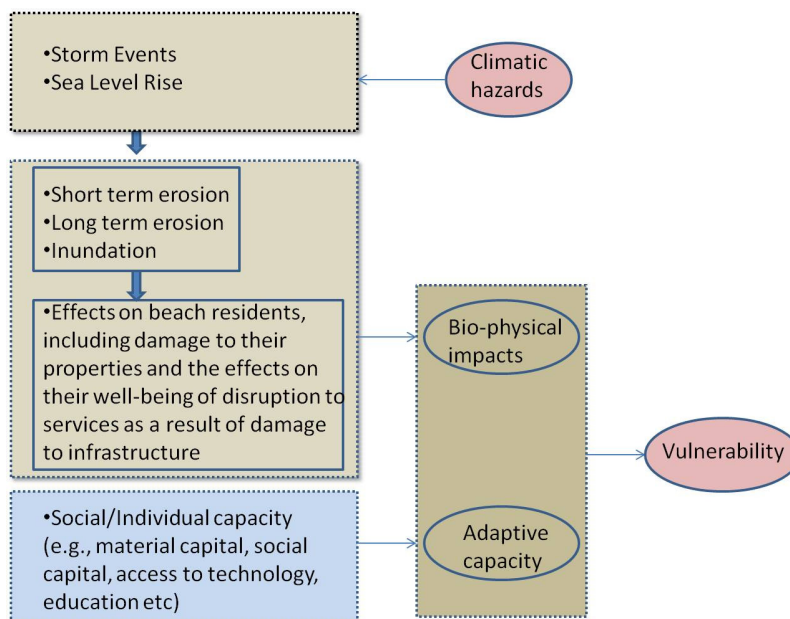 •Storm Events
•Sea Level Rise
Climatic
hazards
•Short term erosion
•Long term erosion
•Inundation
•Effects on beach residents,
including damage to their
properties and the effects on
their well-being of disruption to
services as a result of damage
to infrastructure
Bio-physical
impacts
Vulnerability
•Social/Individual capacity
(e.g., material capital, social
capital, access to technology,
education etc)
Adaptive
capacity